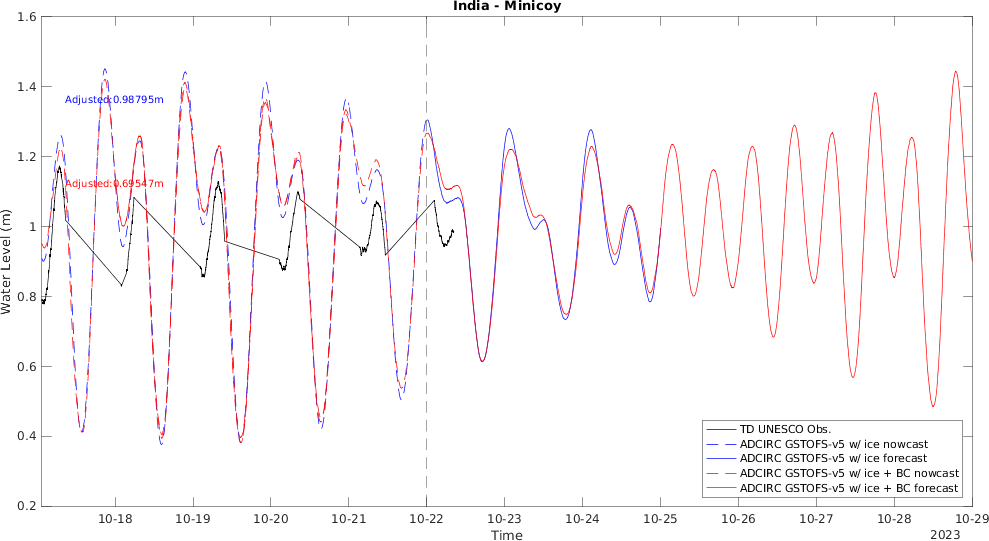 India - Minicoy
Water Level (m)
1.6
1.4
1.2
1
0.8
0.6
0.4
0.2
Adjusted:0.98795m
Adjusted:0.69547m
TD UNESCO Obs.
ADCIRC GSTOFS-v5 w/ ice nowcast
ADCIRC GSTOFS-v5 w/ ice forecast
ADCIRC GSTOFS-v5 w/ ice + BC nowcast
ADCIRC GSTOFS-v5 w/ ice + BC forecast
10-18 10-19 10-20 10-21 10-22 10-23 10-24 10-25 10-26 10-27 10-28 10-29
Time
2023